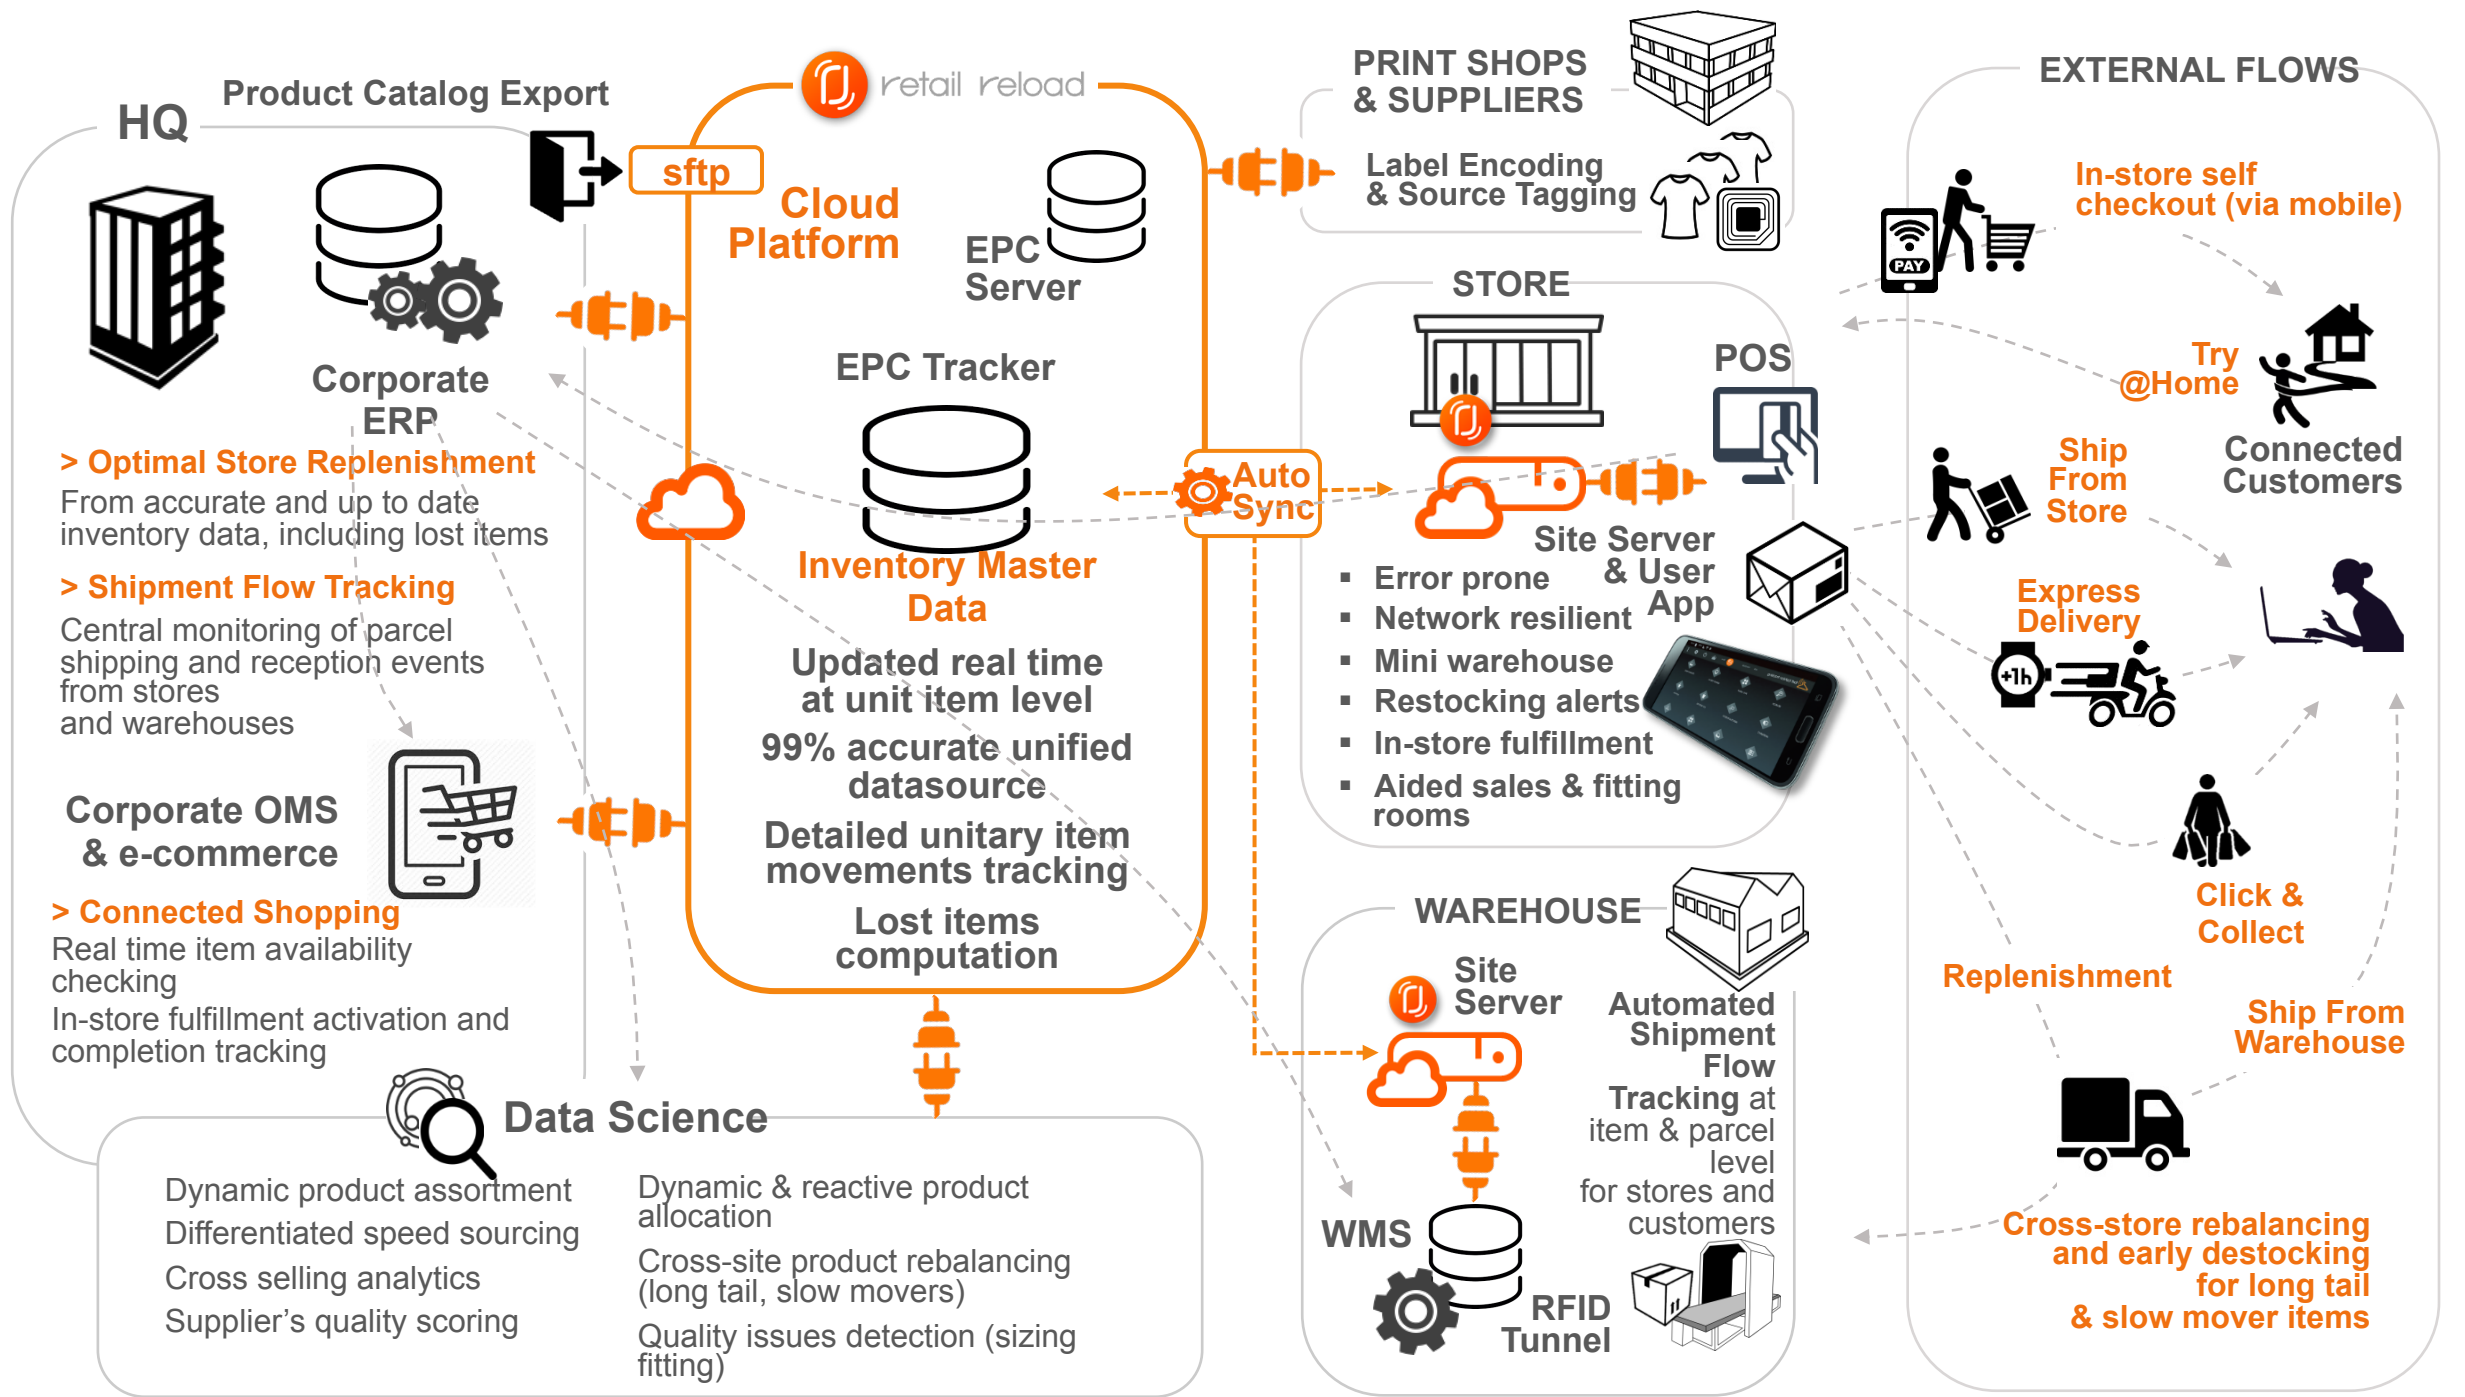 HQ
Product Catalog Export
sftp
Corporate
ERP
> Optimal Store Replenishment
From accurate and up to date
inventory data, including lost items
> Shipment Flow Tracking
Central monitoring of parcel
shipping and reception events
from stores
and warehouses
Corporate OMS
& e-commerce
> Connected Shopping
Real time item availability
checking
In-store fulfillment activation and
completion tracking
retail reload
Cloud
Platform
EPC
Server
EPC Tracker
Inventory Master
Data
Updated real time
at unit item level
99% accurate unified
datasource
Detailed unitary item
movements tracking
Lost items
computation
Auto
Sync
Data Science
Dynamic product assortment
Differentiated speed sourcing
Cross selling analytics
Supplier’s quality scoring
Dynamic & reactive product
allocation
Cross-site product rebalancing
(long tail, slow movers)
Quality issues detection (sizing
fitting)
PRINT SHOPS
& SUPPLIERS
Label Encoding
& Source Tagging
STORE
POS
Site Server
& User
App
▪ Error prone
▪ Network resilient
▪ Mini warehouse
▪ Restocking alerts
▪ In-store fulfillment
▪ Aided sales & fitting
rooms
WAREHOUSE
Site
Server
Automated
Shipment
Flow
Tracking at
item & parcel
level
for stores and
customers
WMS
RFID
Tunnel
EXTERNAL FLOWS
In-store self
checkout (via mobile)
PAY
Try
@Home
Connected
Customers
Ship
From
Store
Express
Delivery
+1h
Click &
Collect
Replenishment
Ship From
Warehouse
Cross-store rebalancing
and early destocking
for long tail
& slow mover items